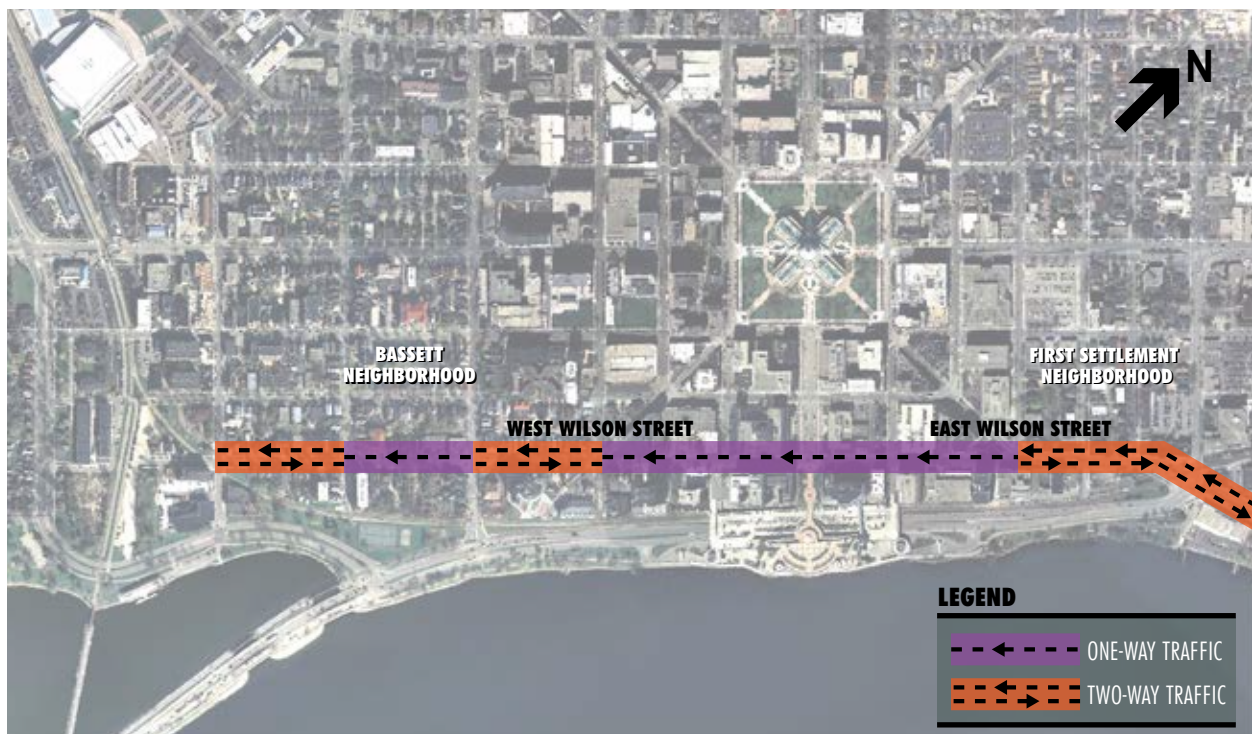 N
BASSETT
NEIGHBORHOOD
FIRST SETTLEMENT
NEIGHBORHOOD
WEST WILSON STREET
EAST WILSON STREET
LEGEND
ONE-WAY TRAFFIC
TWO-WAY TRAFFIC